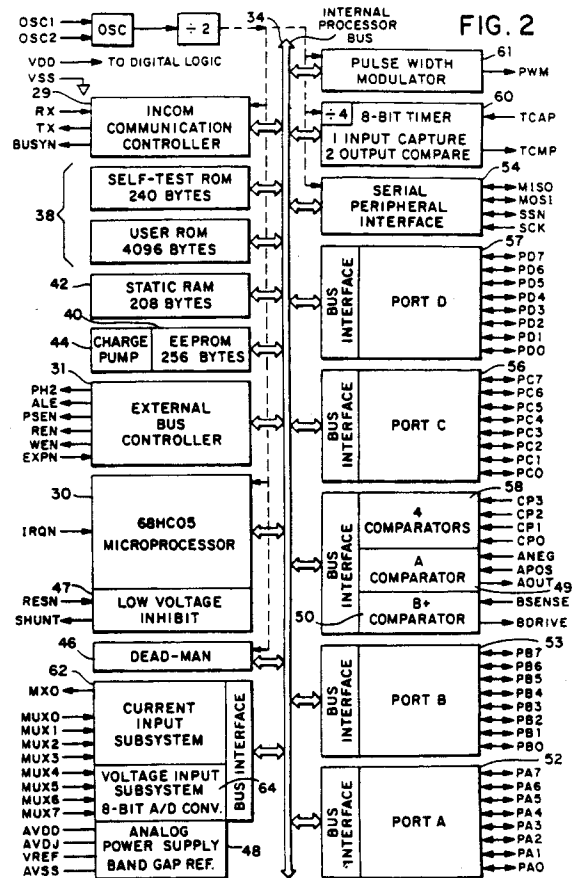 FIG. 2
OSC1
OSC2
OSC
÷ 2
34
INTERNAL
PROCESSOR
BUS
VDD → TO DIGITAL LOGIC
VSS
29
RX
TX
BUSYN
INCOM
COMMUNICATION
CONTROLLER
38
SELF-TEST ROM
240 BYTES
USER ROM
4096 BYTES
42
STATIC RAM
208 BYTES
40
44
CHARGE
PUMP
EEPROM
256 BYTES
31
PH2
ALE
PSEN
REN
WEN
EXPN
EXTERNAL
BUS
CONTROLLER
30
IRQN
68HC05
MICROPROCESSOR
47
RESN
SHUNT
LOW VOLTAGE
INHIBIT
46
DEAD-MAN
62
MXO
MUX0
MUX1
MUX2
MUX3
MUX4
MUX5
MUX6
MUX7
CURRENT
INPUT
SUBSYSTEM
BUS INTERFACE
VOLTAGE INPUT
SUBSYSTEM
8-BIT A/D CONV.
64
AVDD
AVDJ
VREF
AVSS
ANALOG
POWER SUPPLY
BAND GAP REF.
48
61
PULSE WIDTH
MODULATOR
PWM
60
÷4
8-BIT TIMER
1 INPUT CAPTURE
2 OUTPUT COMPARE
TCAP
TCMP
54
SERIAL
PERIPHERAL
INTERFACE
MISO
MOSI
SSN
SCK
57
BUS
INTERFACE
PORT D
PD7
PD6
PD5
PD4
PD3
PD2
PD1
PD0
56
BUS
INTERFACE
PORT C
PC7
PC6
PC5
PC4
PC3
PC2
PC1
PC0
58
BUS
INTERFACE
4
COMPARATORS
A
COMPARATOR
49
50
B+
COMPARATOR
CP3
CP2
CP1
CP0
ANEG
APOS
AOUT
BSENSE
BDRIVE
53
BUS
INTERFACE
PORT B
PB7
PB6
PB5
PB4
PB3
PB2
PB1
PB0
52
BUS
INTERFACE
PORT A
PA7
PA6
PA5
PA4
PA3
PA2
PA1
PA0